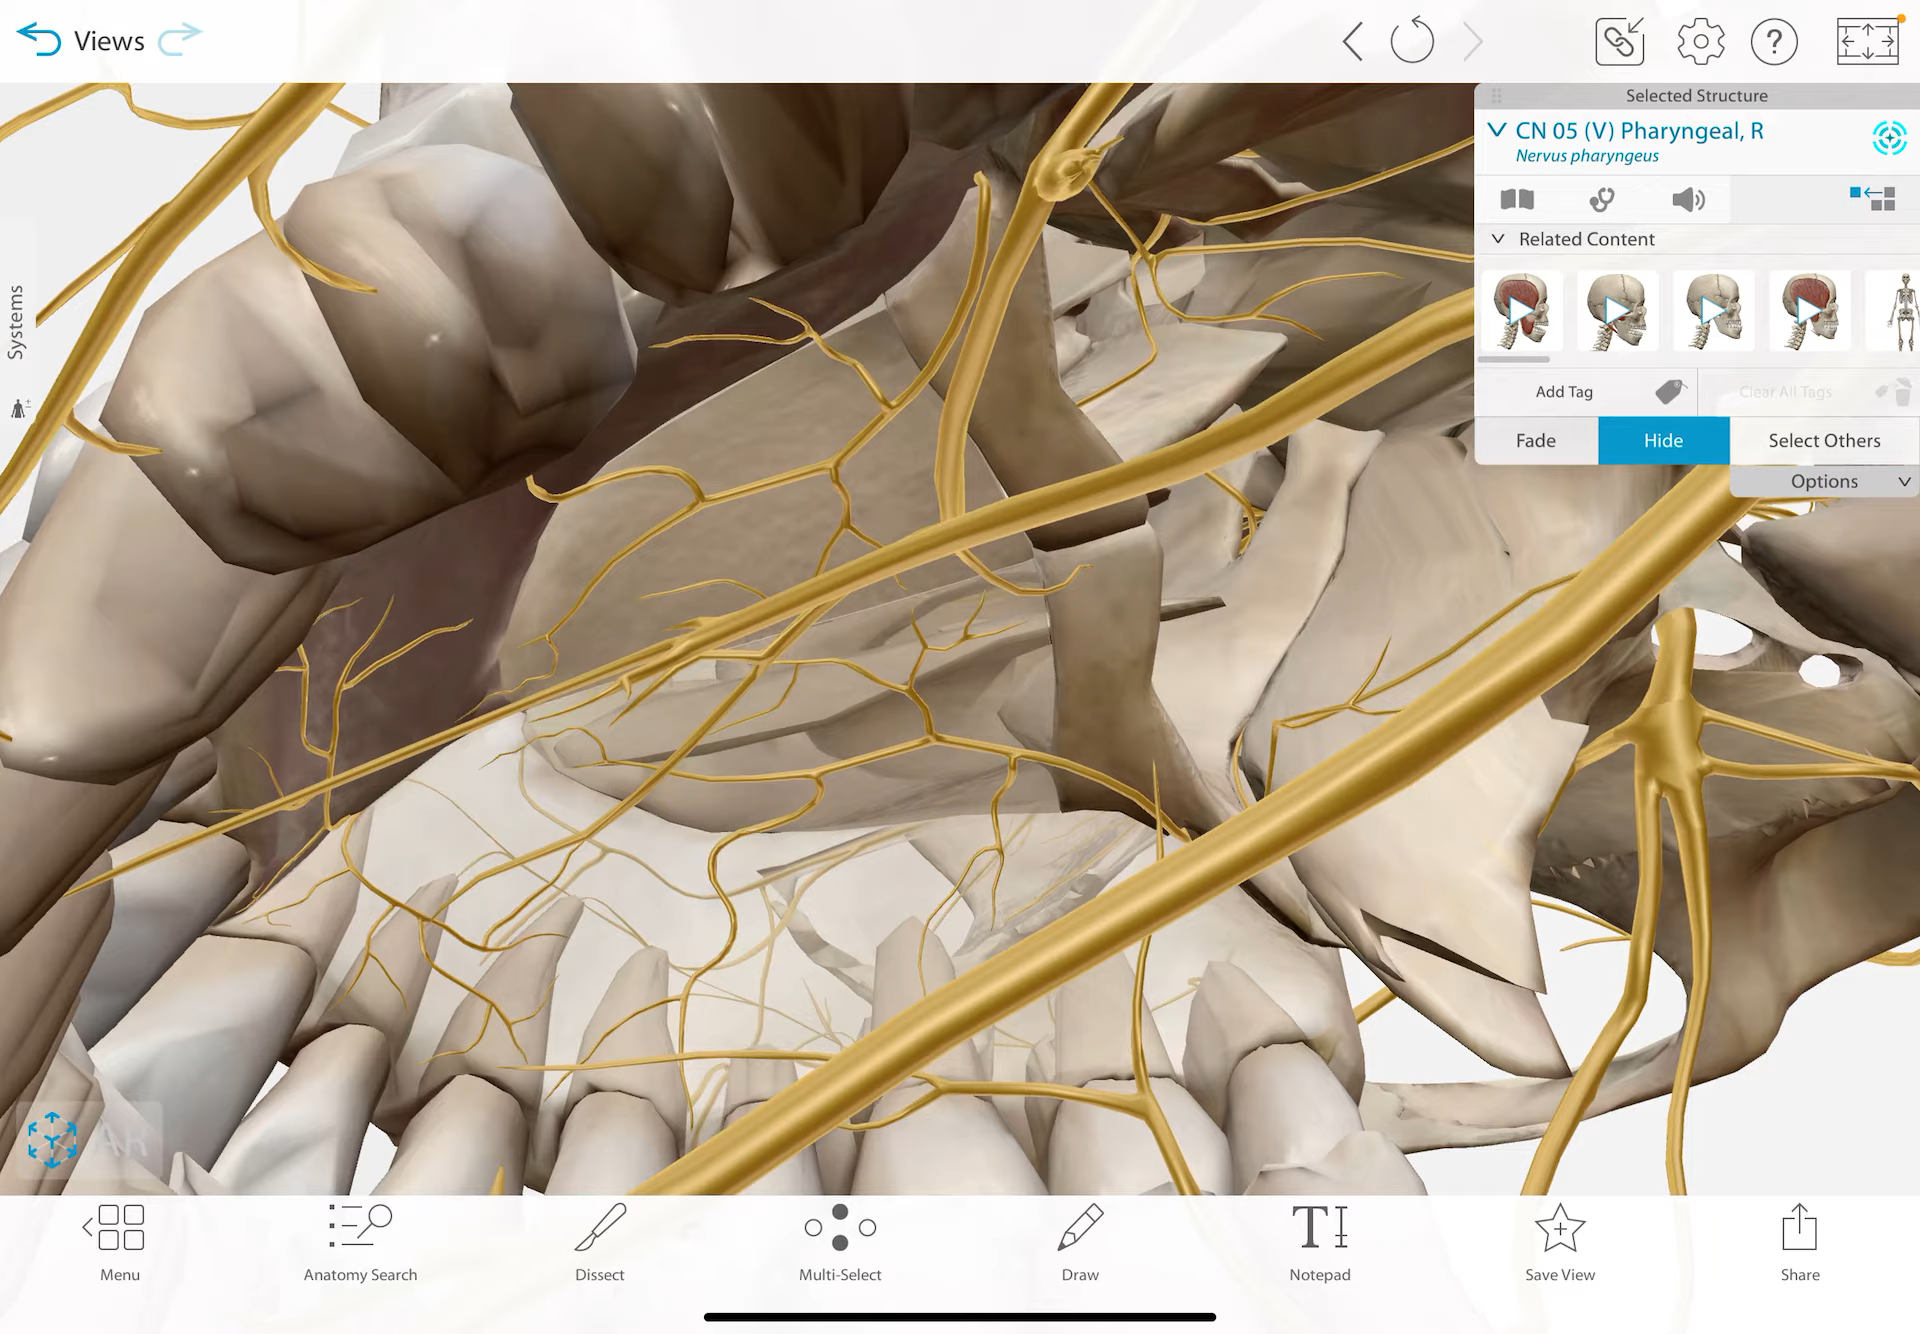 Views
Selected Structure
CN 05 (V) Pharyngeal, R
Nervus pharyngeus
Related Content
Add Tag
Clear All Tags
Fade
Hide
Select Others
Options
Systems
AR
Menu
Anatomy Search
Dissect
Multi-Select
Draw
Notepad
Save View
Share